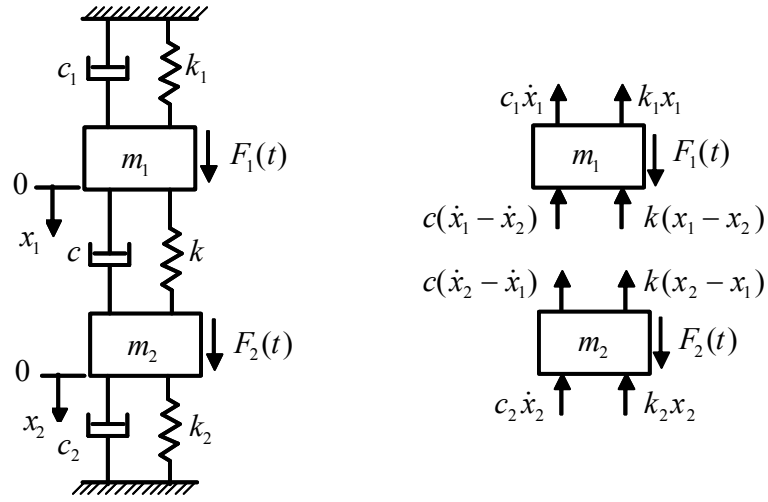 c₁ k₁
m₁ F₁(t)
0
x₁
c k
m₂ F₂(t)
0
x₂
c₂ k₂
c₁ẋ₁ k₁x₁
m₁ F₁(t)
c(ẋ₁ − ẋ₂) k(x₁ − x₂)
c(ẋ₂ − ẋ₁) k(x₂ − x₁)
m₂ F₂(t)
c₂ẋ₂ k₂x₂